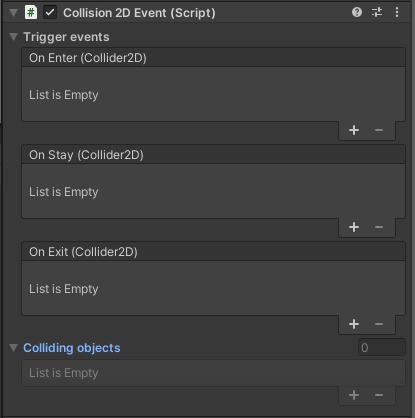 # Collision 2D Event (Script)
Trigger events
On Enter (Collider2D)
List is Empty
+ −
On Stay (Collider2D)
List is Empty
+ −
On Exit (Collider2D)
List is Empty
+ −
Colliding objects 0
List is Empty
+ −